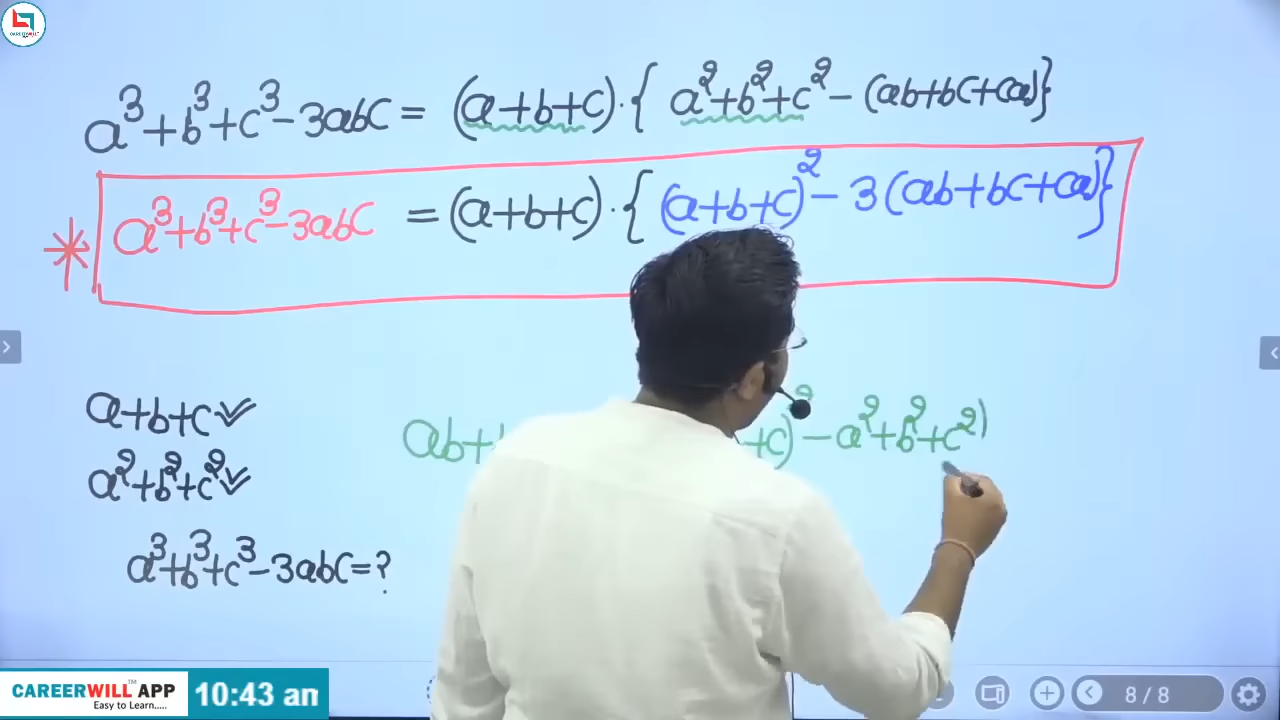 CAREERWILL
a³+b³+c³-3abc = (a+b+c)·{ a²+b²+c² - (ab+bc+ca)}
* a³+b³+c³-3abc = (a+b+c)·{ (a+b+c)² - 3(ab+bc+ca)}
a+b+c ✓
ab+ +c)² - a²+b²+c²)
a²+b²+c² ✓
a³+b³+c³-3abc=?
CAREERWILL™APP
Easy to Learn.....
10:43 an
8/8